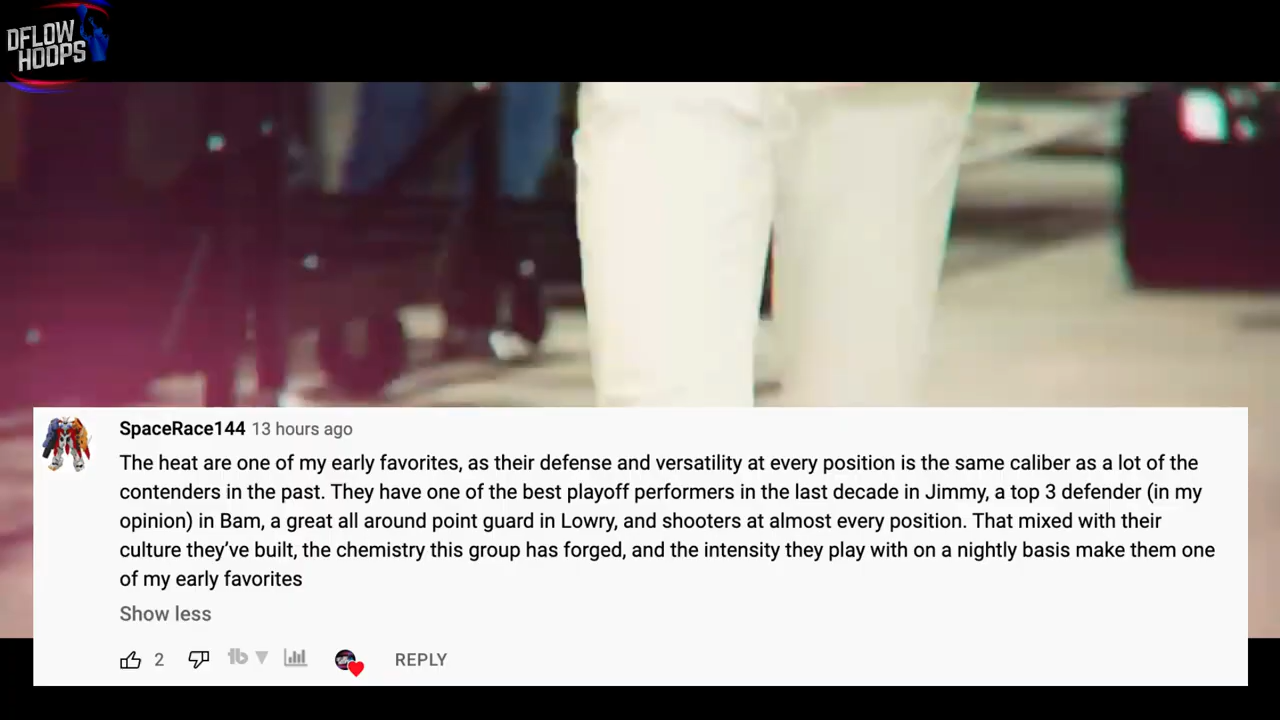 DFLOW
HOOPS
SpaceRace144 13 hours ago
The heat are one of my early favorites, as their defense and versatility at every position is the same caliber as a lot of the
contenders in the past. They have one of the best playoff performers in the last decade in Jimmy, a top 3 defender (in my
opinion) in Bam, a great all around point guard in Lowry, and shooters at almost every position. That mixed with their
culture they’ve built, the chemistry this group has forged, and the intensity they play with on a nightly basis make them one
of my early favorites
Show less
2 tb REPLY